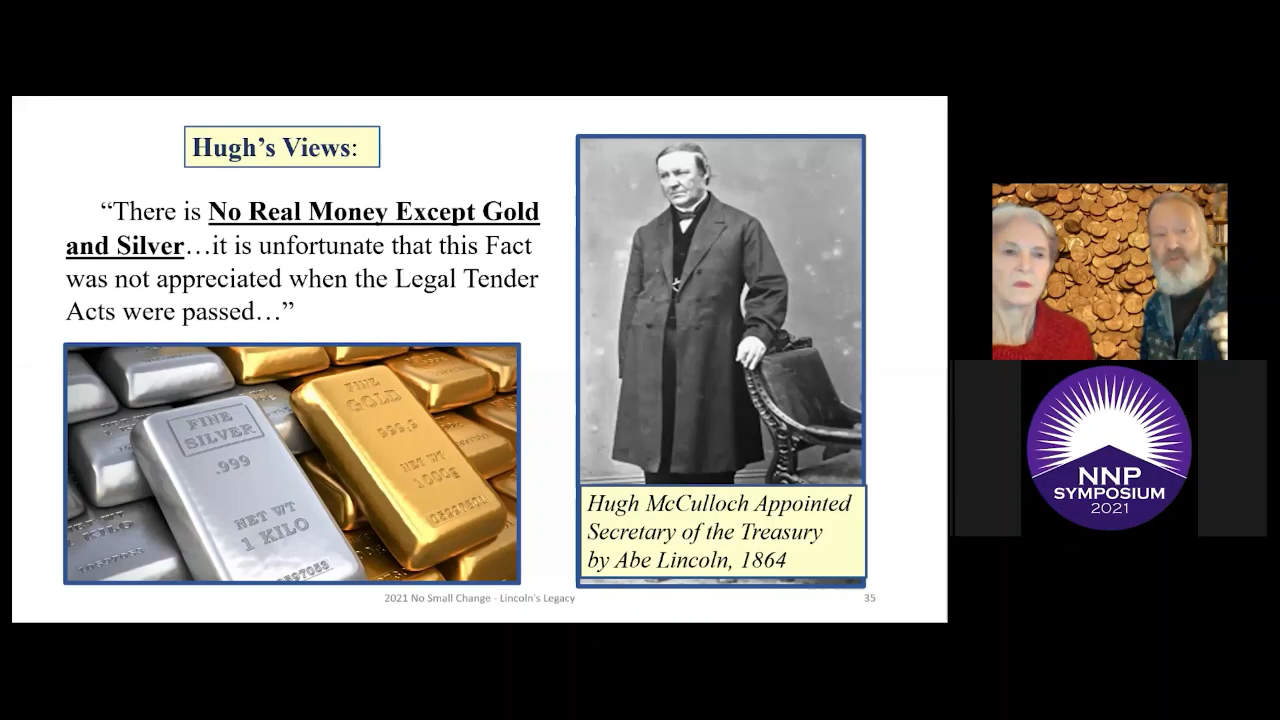 Hugh’s Views:
“There is No Real Money Except Gold
and Silver…it is unfortunate that this Fact
was not appreciated when the Legal Tender
Acts were passed…”
FINE
SILVER
.999
NET WT
1 KILO
FINE
GOLD
999,9
NET WT
1000g
KILO
Hugh McCulloch Appointed
Secretary of the Treasury
by Abe Lincoln, 1864
2021 No Small Change - Lincoln's Legacy
35
NNP
SYMPOSIUM
2021